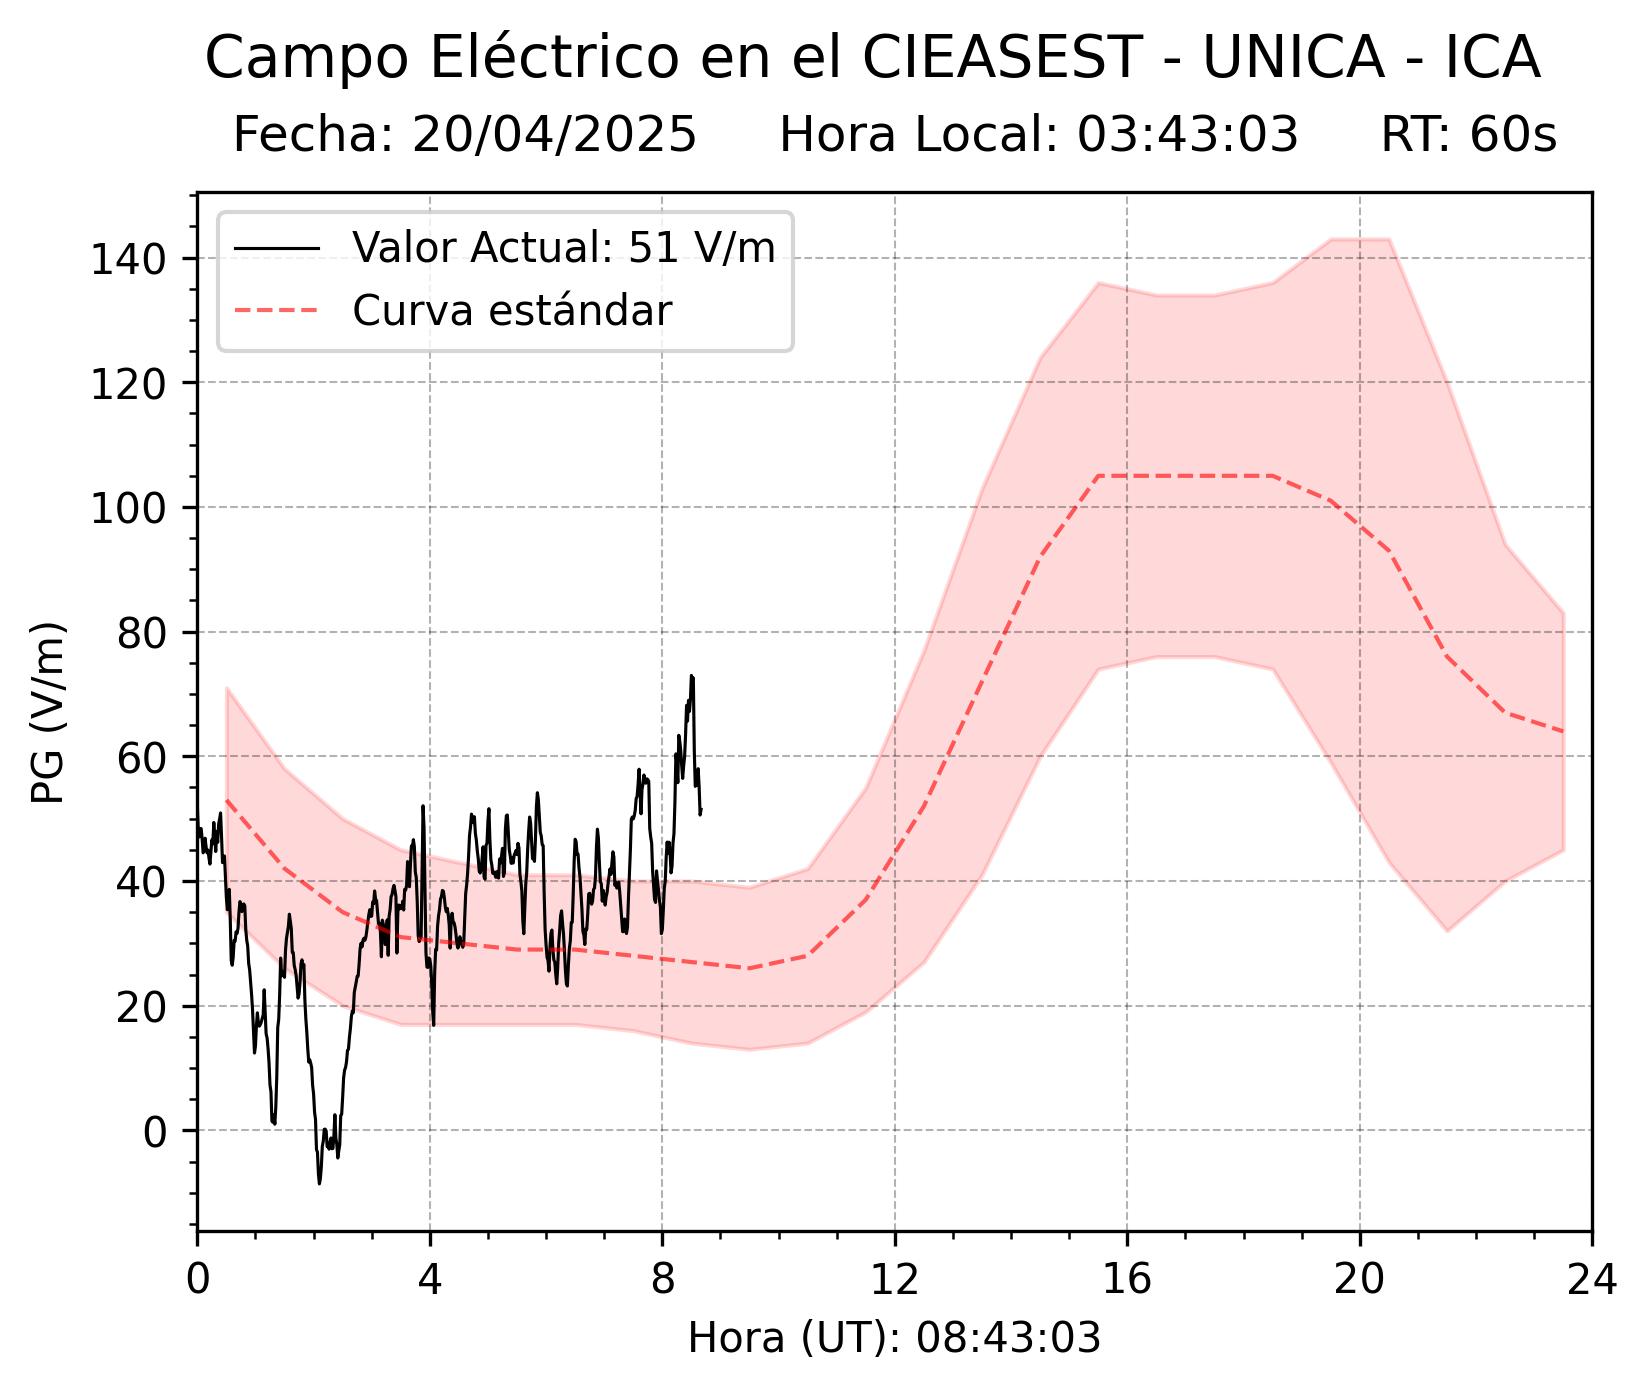 Campo Eléctrico en el CIEASEST - UNICA - ICA
Fecha: 20/04/2025 Hora Local: 03:43:03 RT: 60s
Valor Actual: 51 V/m
Curva estándar
140
120
100
80
60
40
20
0
PG (V/m)
0 4 8 12 16 20 24
Hora (UT): 08:43:03